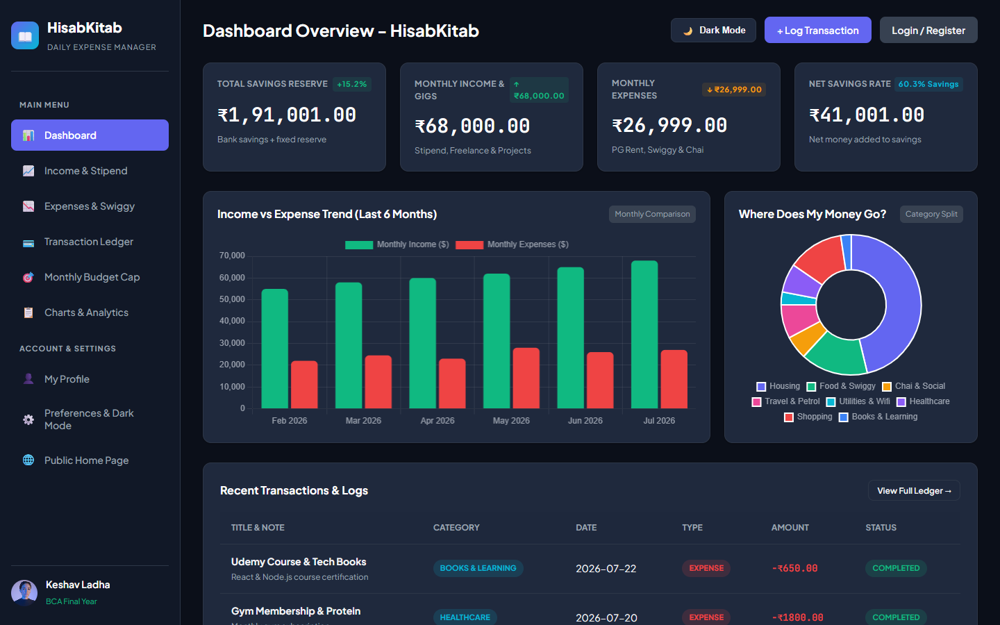 HisabKitab
DAILY EXPENSE MANAGER
MAIN MENU
Dashboard
Income & Stipend
Expenses & Swiggy
Transaction Ledger
Monthly Budget Cap
Charts & Analytics
ACCOUNT & SETTINGS
My Profile
Preferences & Dark
Mode
Public Home Page
Keshav Ladha
BCA Final Year
Dashboard Overview – HisabKitab
Dark Mode
+ Log Transaction
Login / Register
TOTAL SAVINGS RESERVE +15.2%
₹1,91,001.00
Bank savings + fixed reserve
MONTHLY INCOME &
GIGS
↑
₹68,000.00
₹68,000.00
Stipend, Freelance & Projects
MONTHLY
EXPENSES
↓ ₹26,999.00
₹26,999.00
PG Rent, Swiggy & Chai
NET SAVINGS RATE 60.3% Savings
₹41,001.00
Net money added to savings
Income vs Expense Trend (Last 6 Months)
Monthly Comparison
Monthly Income ($) Monthly Expenses ($)
70,000
60,000
50,000
40,000
30,000
20,000
10,000
0
Feb 2026 Mar 2026 Apr 2026 May 2026 Jun 2026 Jul 2026
Where Does My Money Go?
Category Split
Housing Food & Swiggy Chai & Social
Travel & Petrol Utilities & Wifi Healthcare
Shopping Books & Learning
Recent Transactions & Logs
View Full Ledger →
TITLE & NOTE CATEGORY DATE TYPE AMOUNT STATUS
Udemy Course & Tech Books
React & Node.js course certification
BOOKS & LEARNING 2026-07-22 EXPENSE -₹650.00 COMPLETED
Gym Membership & Protein
HEALTHCARE 2026-07-20 EXPENSE -₹1800.00 COMPLETED